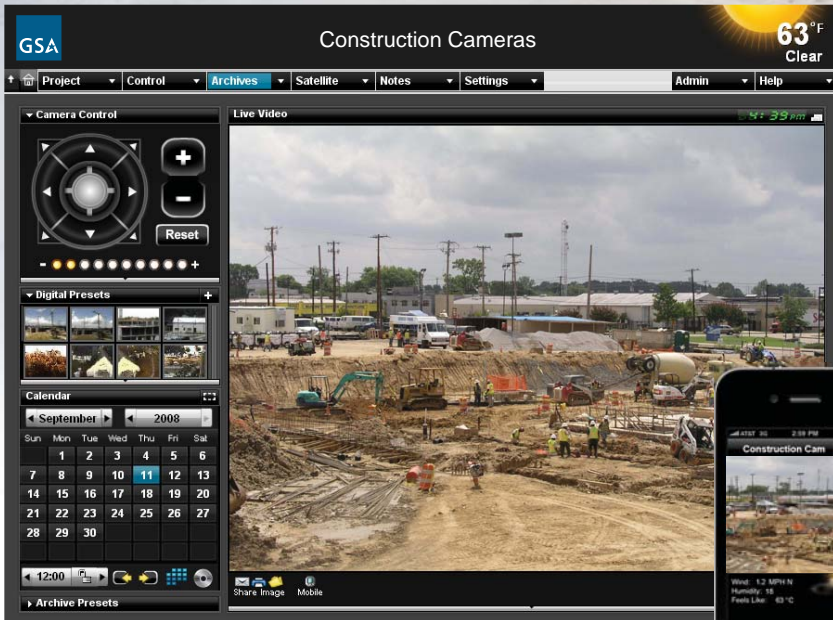 GSA
Construction Cameras
63°F
Clear
Project Control Archives Satellite Notes Settings Admin Help
Camera Control
+
-
Reset
- +
Digital Presets +
Calendar
September 2008
Sun Mon Tue Wed Thu Fri Sat
1 2 3 4 5 6
7 8 9 10 11 12 13
14 15 16 17 18 19 20
21 22 23 24 25 26 27
28 29 30
12:00
Archive Presets
Live Video
4:39 PM
Share Image Mobile
AT&T 3G 2:59 PM
Construction Cam
Wind: 1.2 MPH N
Humidity: 18
Feels Like: 63 °C